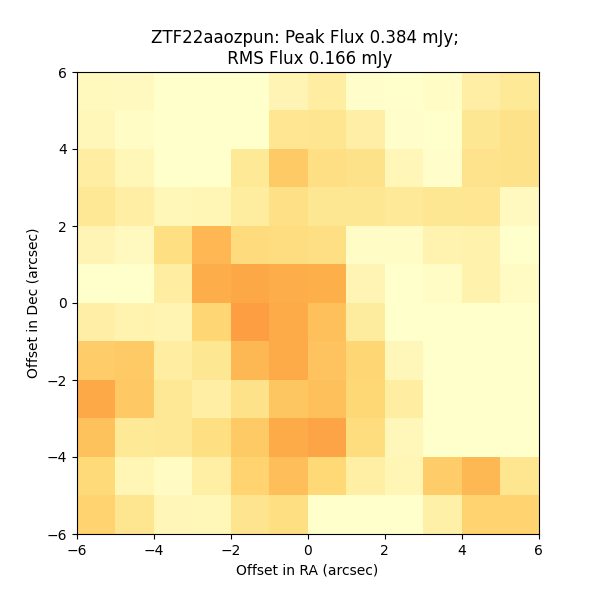 ZTF22aaozpun: Peak Flux 0.384 mJy;
RMS Flux 0.166 mJy
6
4
2
0
−2
−4
−6
Offset in Dec (arcsec)
−6 −4 −2 0 2 4 6
Offset in RA (arcsec)